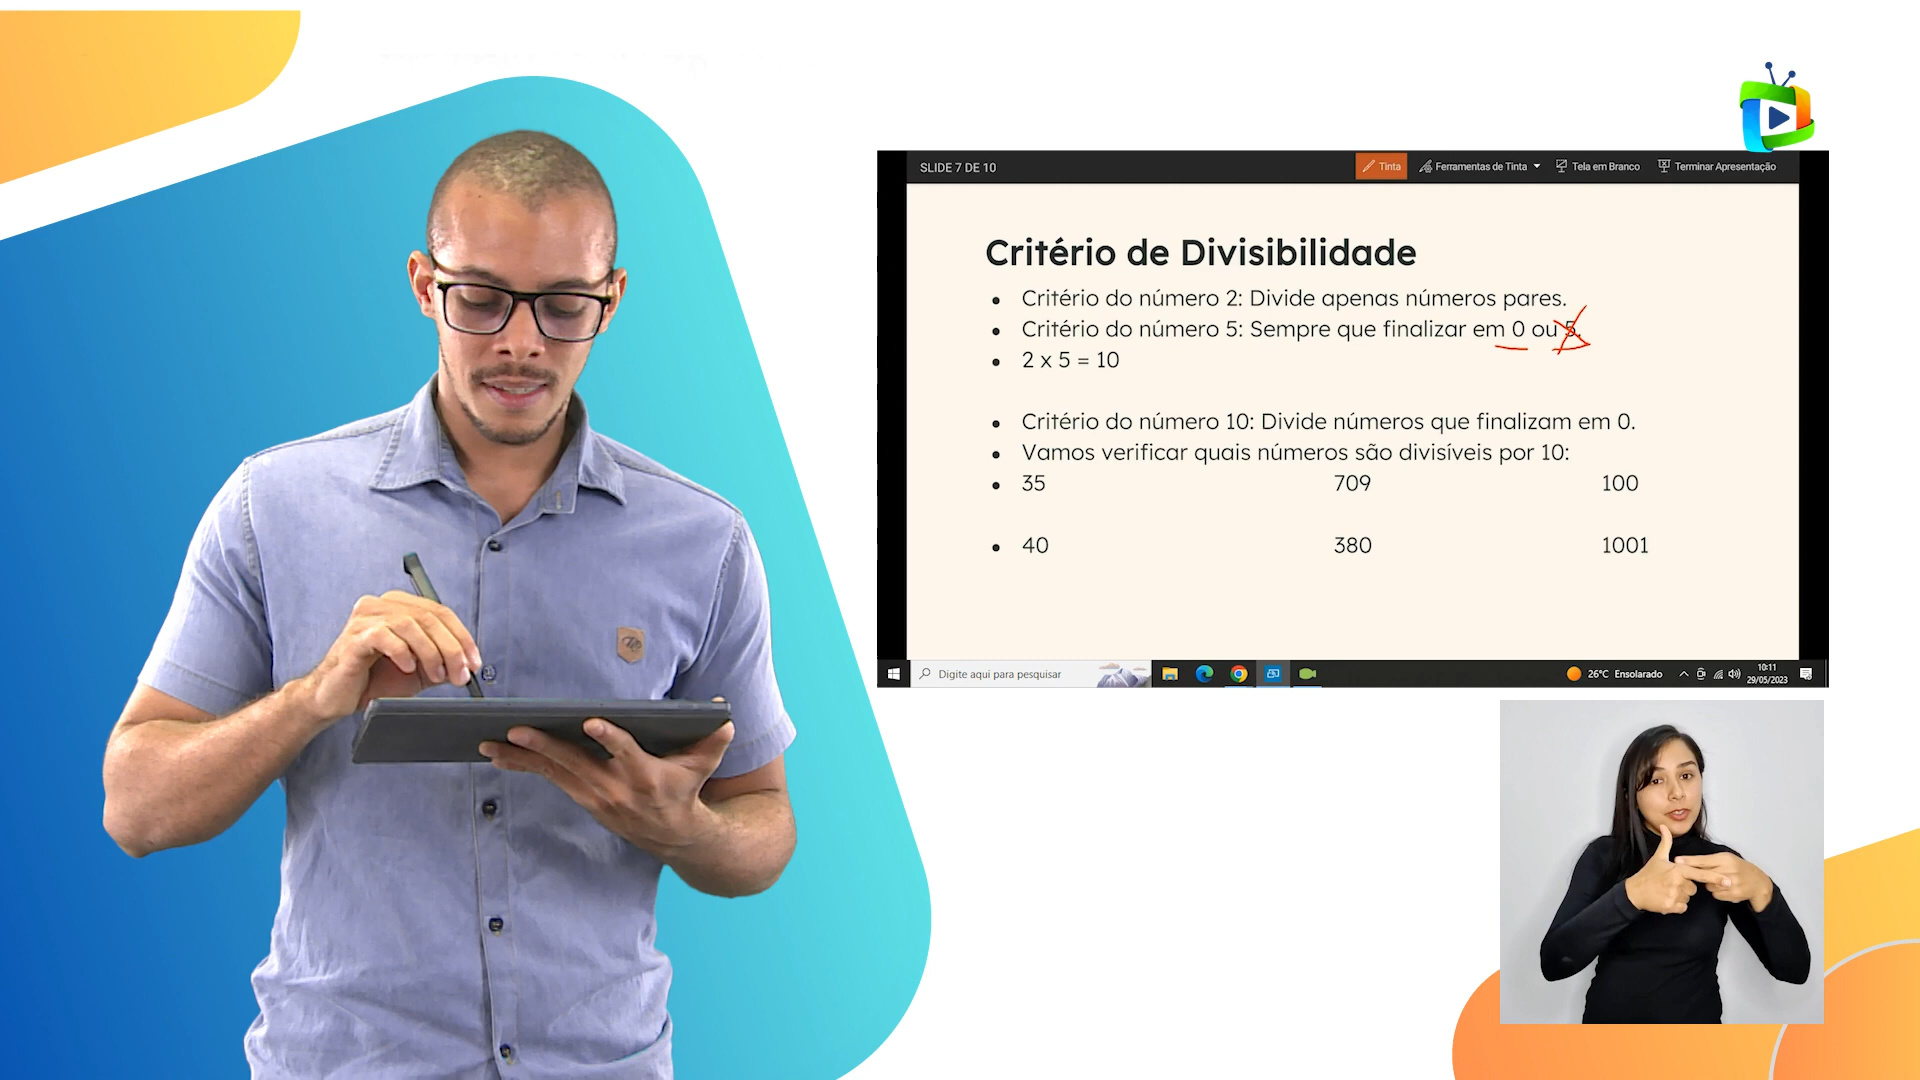 SLIDE 7 DE 10
Tinta
Ferramentas de Tinta
Tela em Branco
Terminar Apresentação
Critério de Divisibilidade
• Critério do número 2: Divide apenas números pares.
• Critério do número 5: Sempre que finalizar em 0 ou 5.
• 2 x 5 = 10
• Critério do número 10: Divide números que finalizam em 0.
• Vamos verificar quais números são divisíveis por 10:
• 35 709 100
• 40 380 1001
Digite aqui para pesquisar
26°C Ensolarado
10:11
29/05/2023